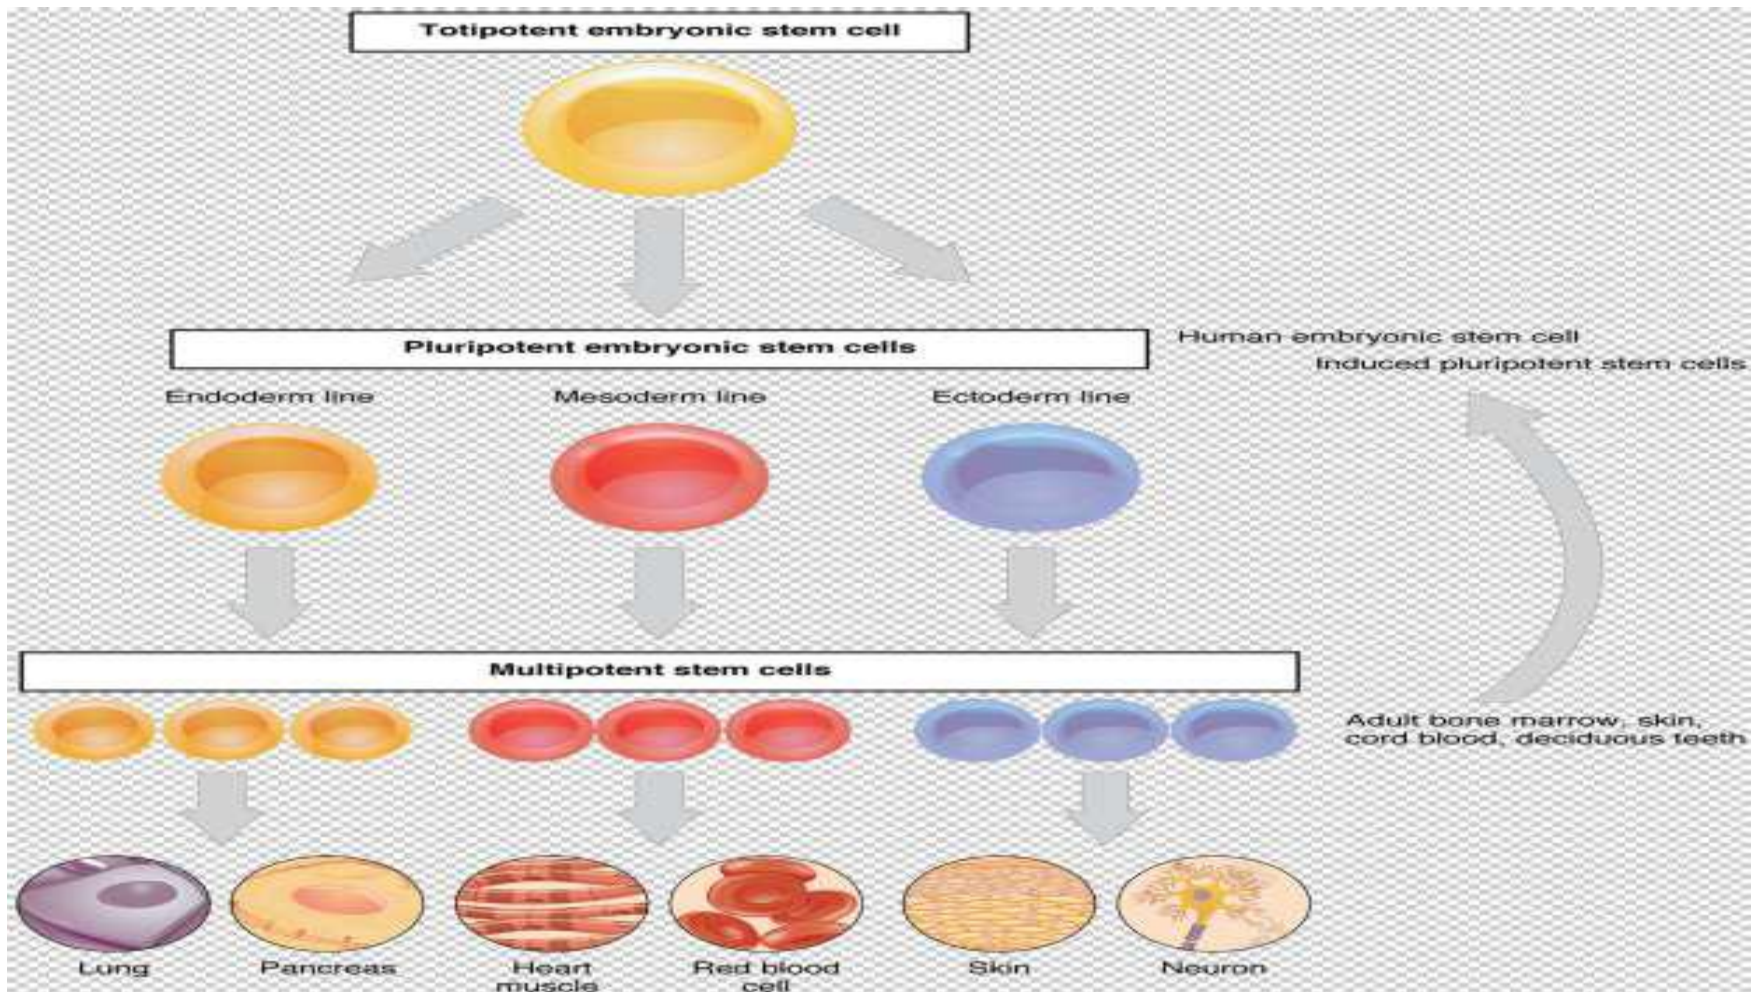 Totipotent embryonic stem cell
Pluripotent embryonic stem cells
Human embryonic stem cell
Induced pluripotent stem cells
Endoderm line
Mesoderm line
Ectoderm line
Multipotent stem cells
Adult bone marrow, skin,
cord blood, deciduous teeth
Lung
Pancreas
Heart
muscle
Red blood
cell
Skin
Neuron